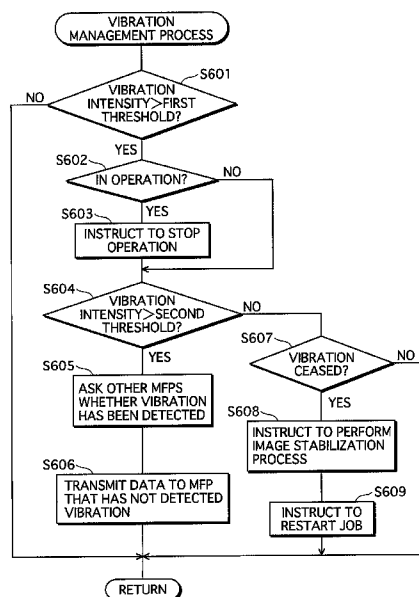 VIBRATION
MANAGEMENT PROCESS
S601
NO
VIBRATION
INTENSITY>FIRST
THRESHOLD?
YES
S602
NO
IN OPERATION?
S603
YES
INSTRUCT TO STOP
OPERATION
S604
VIBRATION
INTENSITY>SECOND
THRESHOLD?
NO
S607
YES
S605
VIBRATION
CEASED?
NO
ASK OTHER MFPS
WHETHER VIBRATION
HAS BEEN DETECTED
YES
S608
INSTRUCT TO PERFORM
IMAGE STABILIZATION
PROCESS
S606
TRANSMIT DATA TO MFP
THAT HAS NOT DETECTED
VIBRATION
S609
INSTRUCT TO
RESTART JOB
RETURN